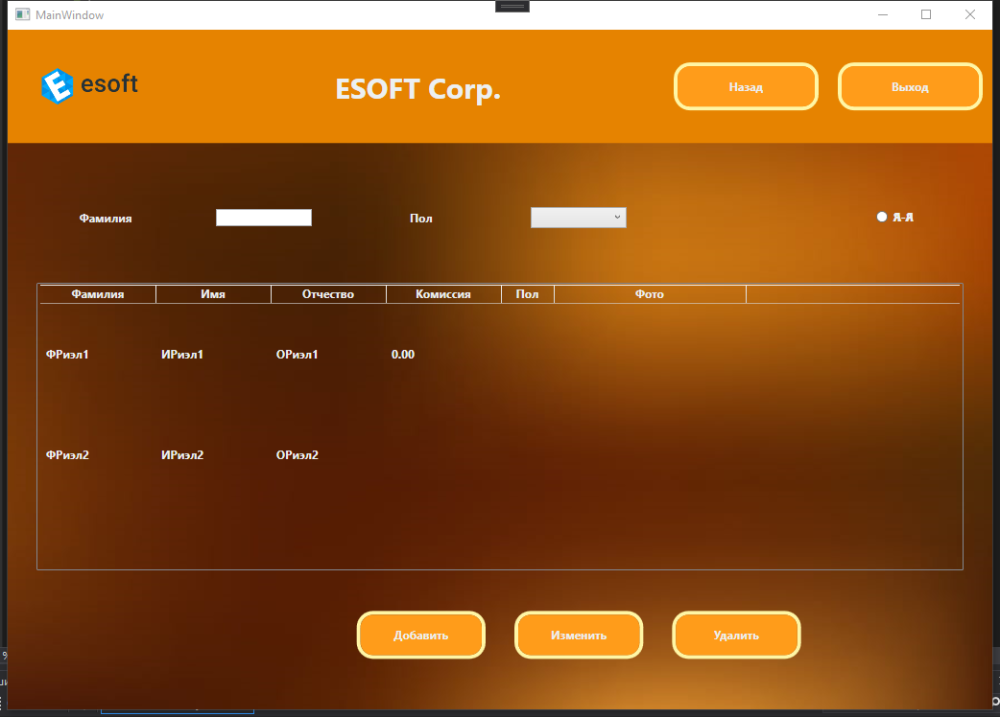 MainWindow
esoft
ESOFT Corp.
Назад
Выход
Фамилия
Пол
Я-Я
Фамилия Имя Отчество Комиссия Пол Фото
ФРиэл1 ИРиэл1 ОРиэл1 0.00
ФРиэл2 ИРиэл2 ОРиэл2
Добавить Изменить Удалить